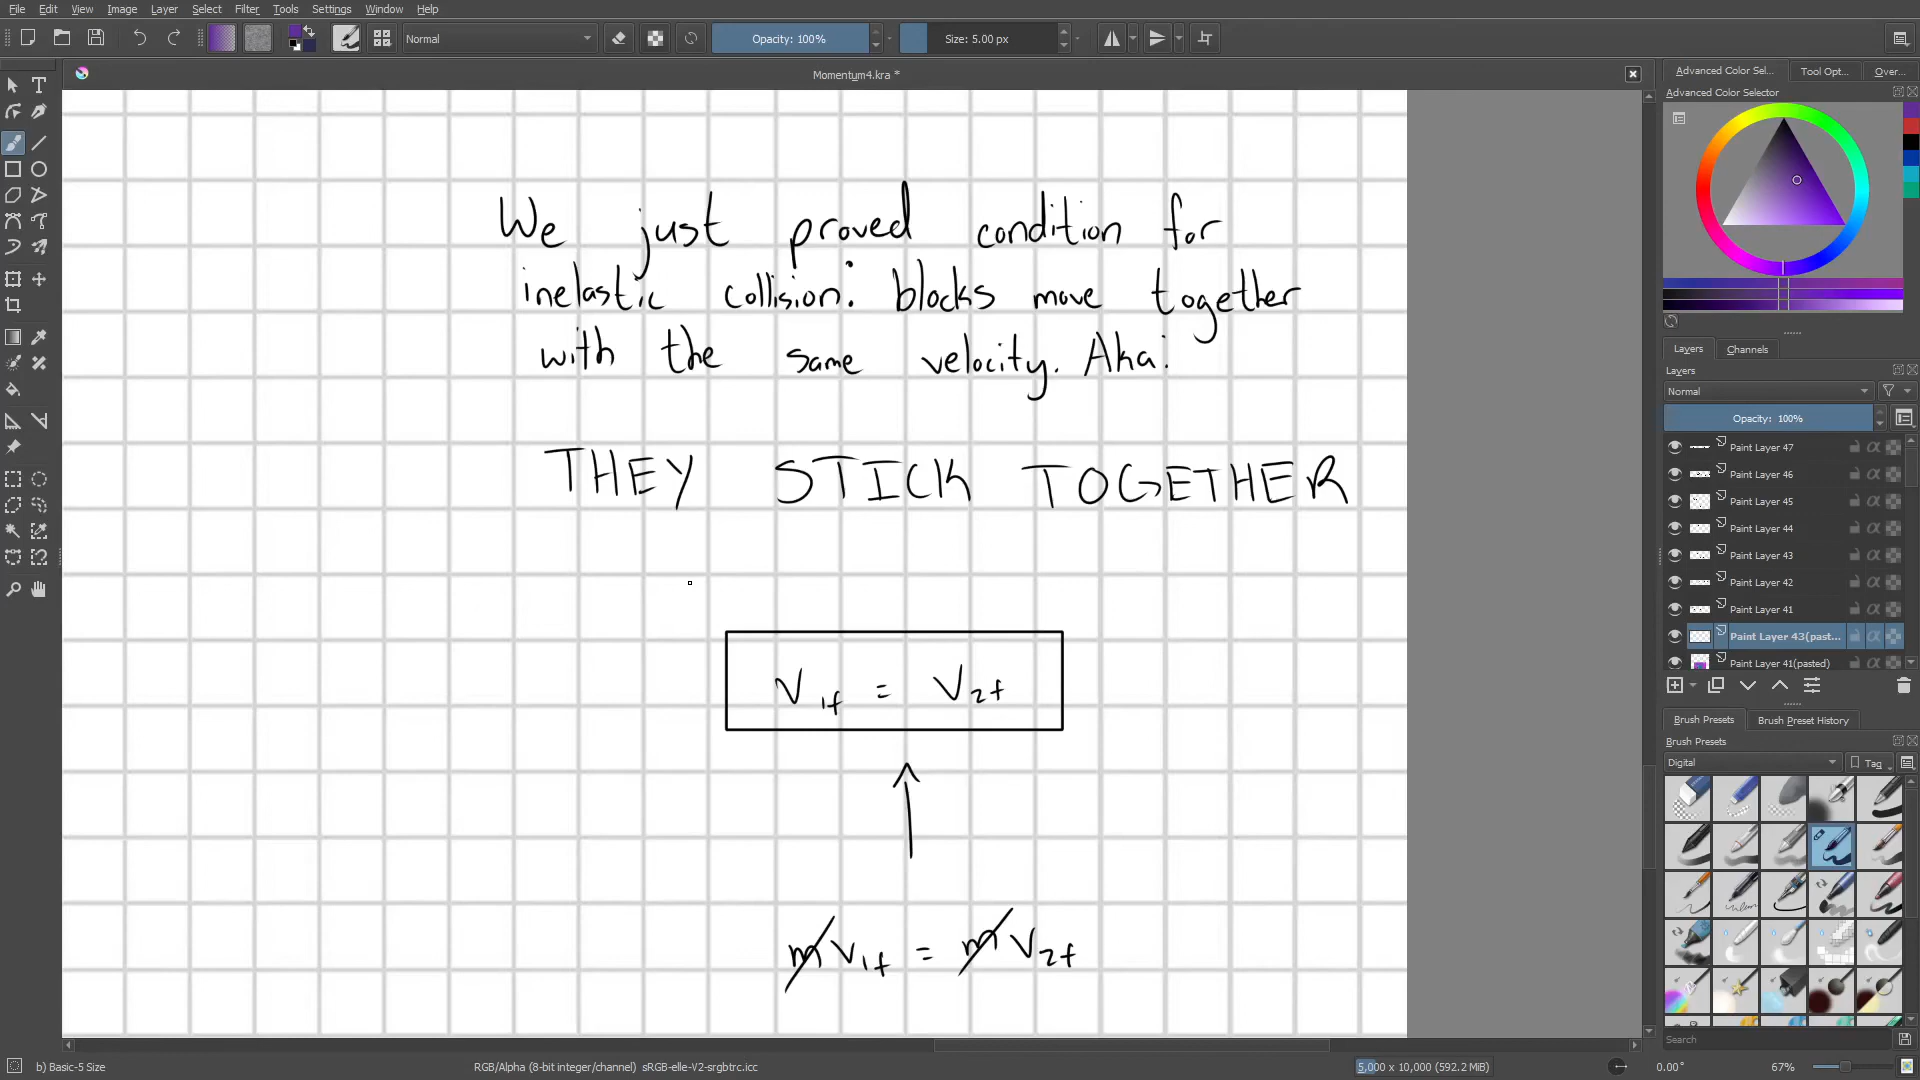 File Edit View Image Layer Select Filter Tools Settings Window Help
Normal Opacity: 100% Size: 5.00 px
Momentum4.kra *
Advanced Color Sel... Tool Opt... Over...
Advanced Color Selector
We just proved condition for
inelastic collision: blocks move together
with the same velocity. Aka:
THEY STICK TOGETHER
V1f = V2f
mV1f = mV2f
Layers Channels
Layers
Normal
Opacity: 100%
Paint Layer 47
Paint Layer 46
Paint Layer 45
Paint Layer 44
Paint Layer 43
Paint Layer 42
Paint Layer 41
Paint Layer 43(past...
Paint Layer 41(pasted)
Brush Presets Brush Preset History
Brush Presets
Digital Tag
Search
b) Basic-5 Size RGB/Alpha (8-bit integer/channel) sRGB-elle-V2-srgbtrc.icc 5,000 x 10,000 (592.2 MiB) 0.00° 67%